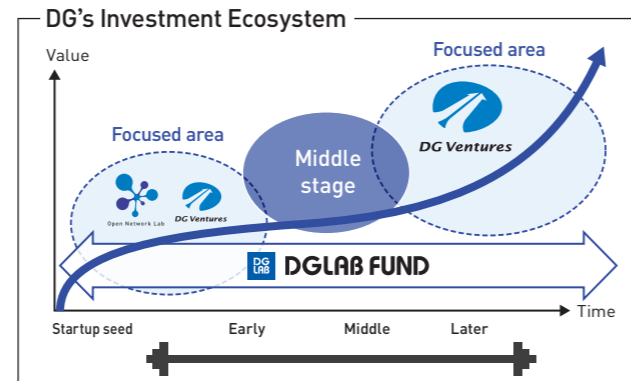 DG's Investment Ecosystem
Value
Focused area
Focused area
DG Ventures
Middle
stage
Open Network Lab
DG Ventures
DG
LAB
DGLAB FUND
Time
Startup seed
Early
Middle
Later